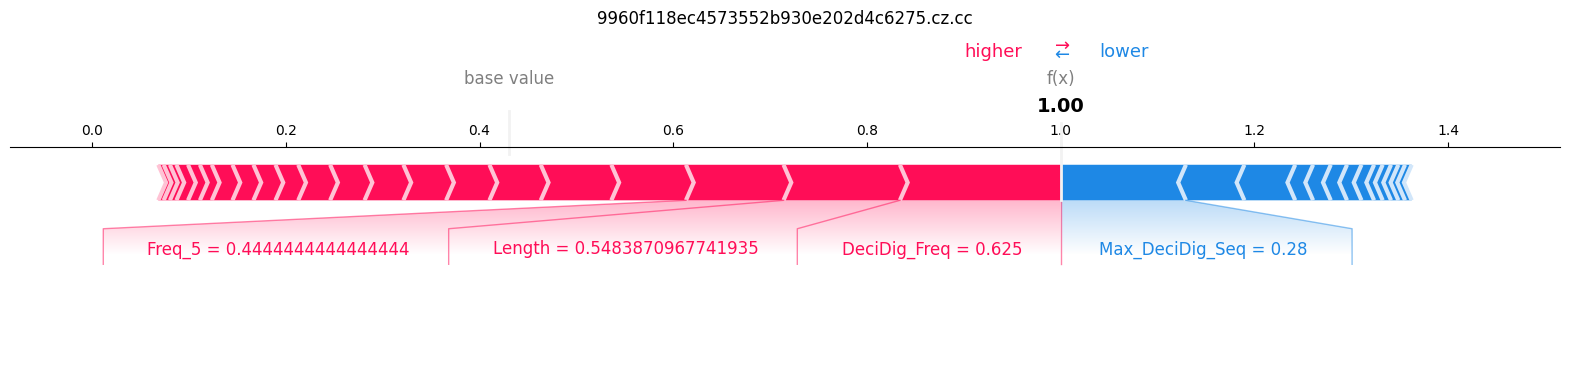 9960f118ec4573552b930e202d4c6275.cz.cc
higher → ← lower
base value f(x)
1.00
0.0 0.2 0.4 0.6 0.8 1.0 1.2 1.4
Freq_5 = 0.4444444444444444 Length = 0.5483870967741935 DeciDig_Freq = 0.625 Max_DeciDig_Seq = 0.28